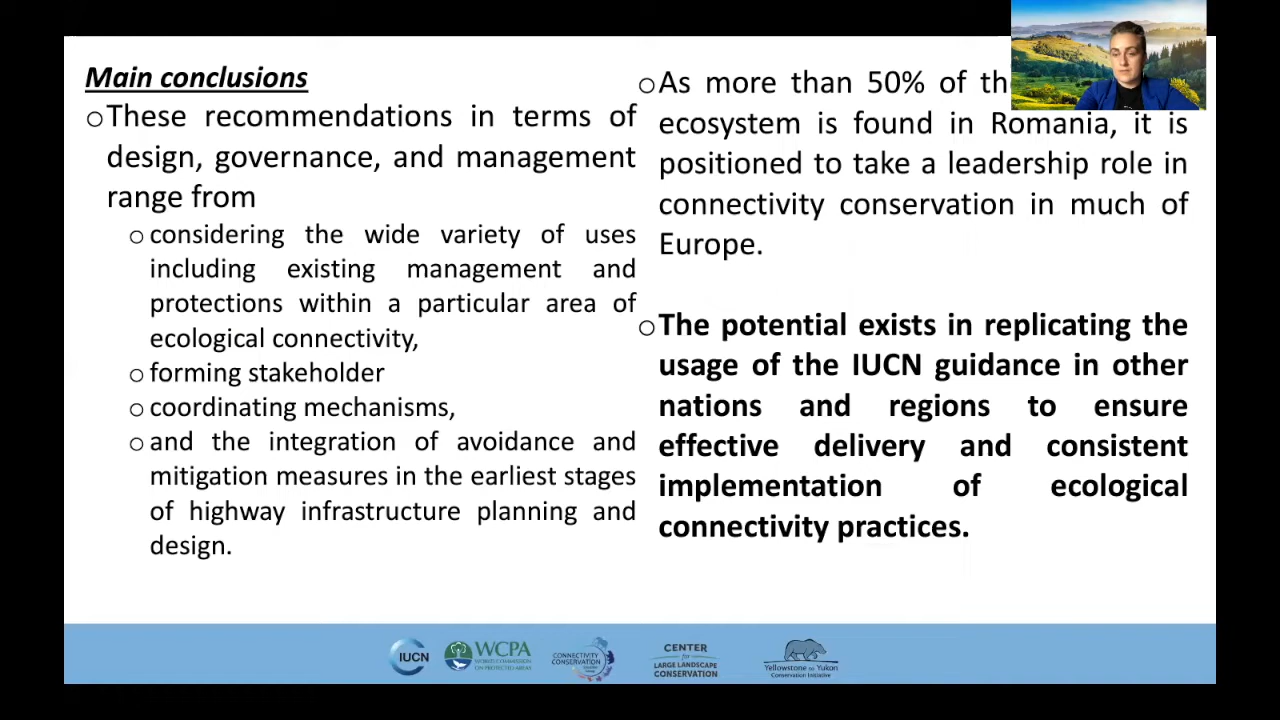 Main conclusions
These recommendations in terms of
design, governance, and management
range from
considering the wide variety of uses
including existing management and
protections within a particular area of
ecological connectivity,
forming stakeholder
coordinating mechanisms,
and the integration of avoidance and
mitigation measures in the earliest stages
of highway infrastructure planning and
design.
As more than 50% of th
ecosystem is found in Romania, it is
positioned to take a leadership role in
connectivity conservation in much of
Europe.
The potential exists in replicating the
usage of the IUCN guidance in other
nations and regions to ensure
effective delivery and consistent
implementation of ecological
connectivity practices.
IUCN
WCPA
WORLD COMMISSION
ON PROTECTED AREAS
CONNECTIVITY
CONSERVATION
CENTER
for
LARGE LANDSCAPE
CONSERVATION
Yellowstone to Yukon
Conservation Initiative